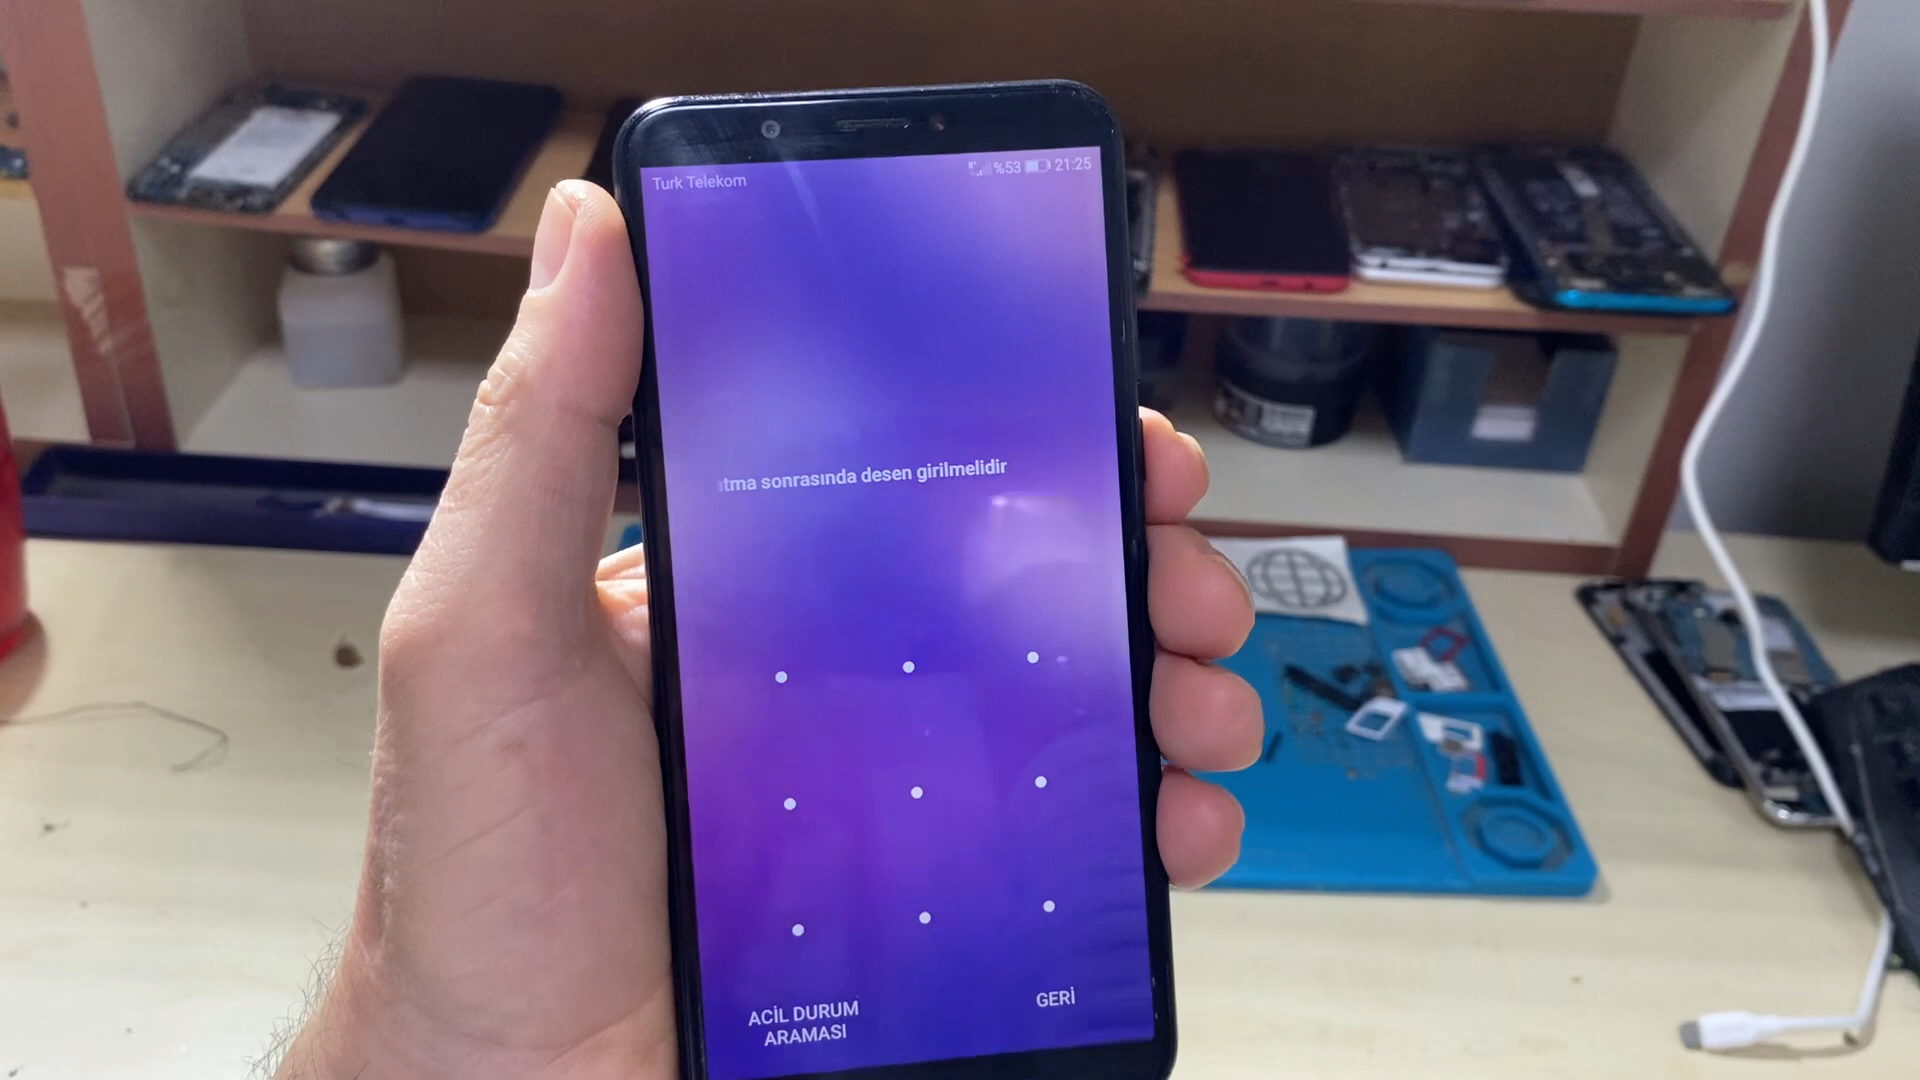 Turk Telekom
%53 21:25
tma sonrasında desen girilmelidir
ACİL DURUM
ARAMASI
GERİ